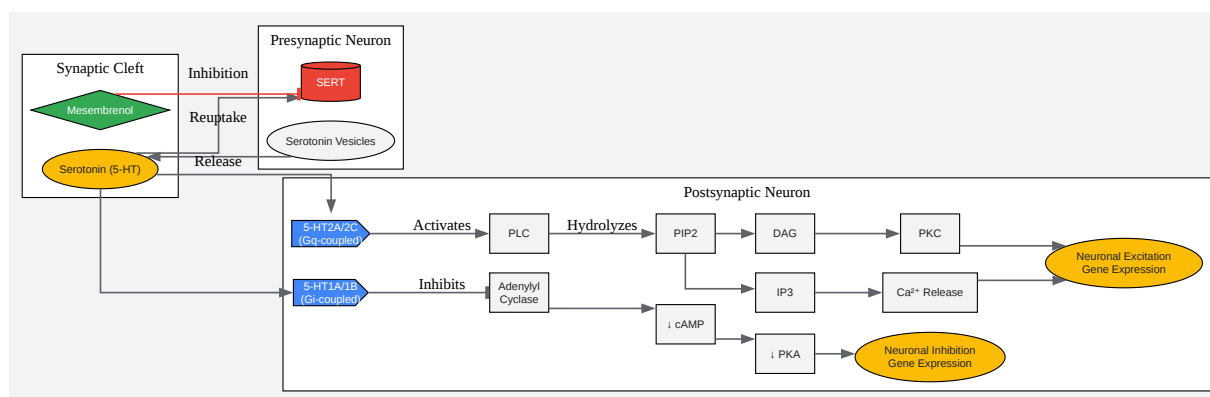 Presynaptic Neuron
Synaptic Cleft
Inhibition
SERT
Mesembrenol
Reuptake
Serotonin Vesicles
Release
Serotonin (5-HT)
Postsynaptic Neuron
5-HT2A/2C
(Gq-coupled)
Activates
PLC
Hydrolyzes
PIP2
DAG
PKC
Neuronal Excitation
Gene Expression
5-HT1A/1B
(Gi-coupled)
Inhibits
Adenylyl
Cyclase
IP3
Ca²⁺ Release
↓ cAMP
↓ PKA
Neuronal Inhibition
Gene Expression